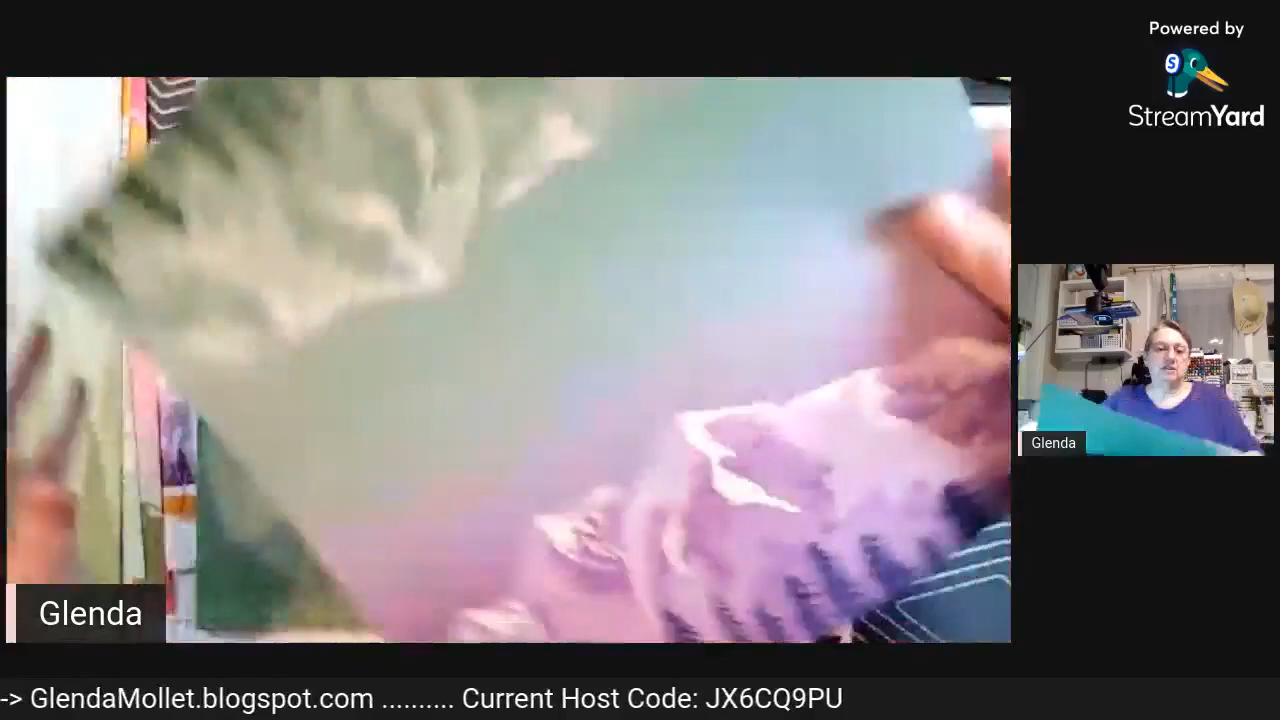 Powered by
S
StreamYard
Glenda
Glenda
-> GlendaMollet.blogspot.com .......... Current Host Code: JX6CQ9PU